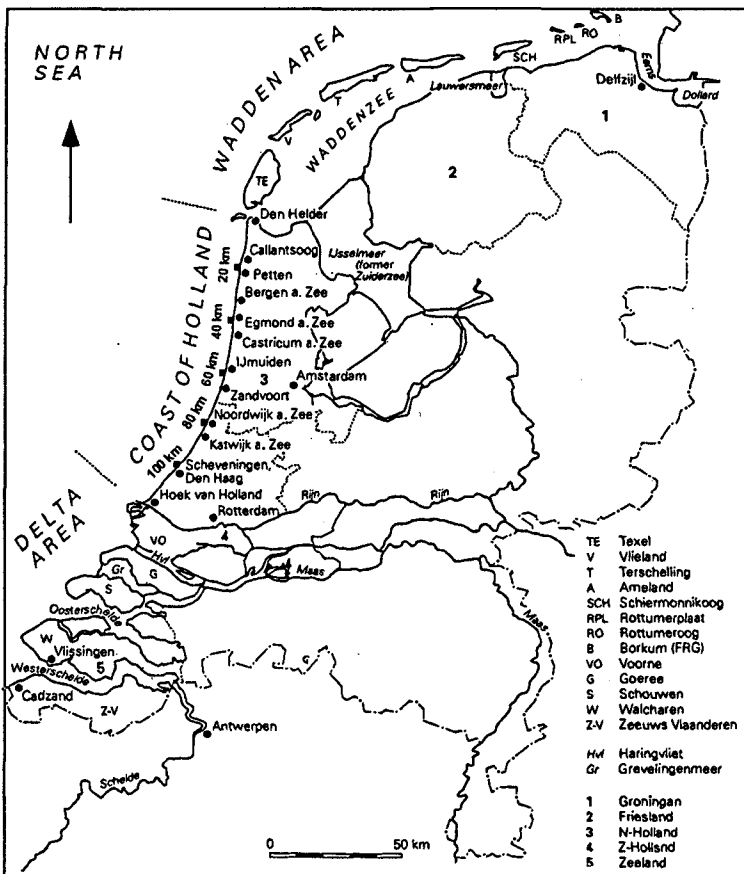 NORTH
SEA
WADDEN AREA
WADDENZEE
B
RPL
RO
SCH
A
T
V
TE
Lauwersmeer
Eems
Delfzijl
Dollard
1
2
Den Helder
Callantsoog
20 km
Petten
IJsselmeer
(former
Zuiderzee)
Bergen a. Zee
COAST OF HOLLAND
40 km
Egmond a. Zee
Castricum a. Zee
60 km
IJmuiden
3
Amsterdam
Zandvoort
80 km
Noordwijk a. Zee
Katwijk a. Zee
100 km
Scheveningen,
Den Haag
Hoek van Holland
Rijn
Rijn
Rotterdam
DELTA
AREA
4
VO
Hvl
Maas
Gr
G
S
Oosterschelde
Maas
W
Vlissingen
5
G
Westerschelde
Cadzand
Z-V
Antwerpen
Schelde
0 50 km
TE Texel
V Vlieland
T Terschelling
A Ameland
SCH Schiermonnikoog
RPL Rottumerplaat
RO Rottumeroog
B Borkum (FRG)
VO Voorne
G Goeree
S Schouwen
W Walcharen
Z-V Zeeuws Vlaanderen
Hvl Haringvliet
Gr Grevelingenmeer
1 Groningan
2 Friesland
3 N-Holland
4 Z-Hollsnd
5 Zeeland